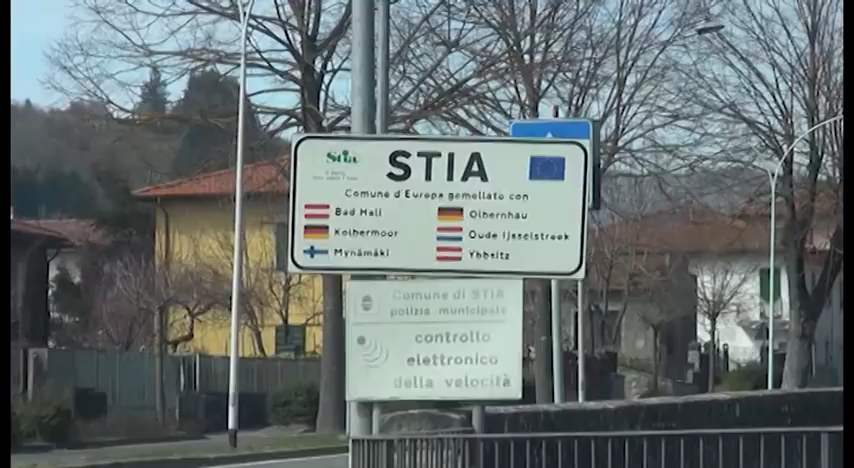 Stia
STIA
Comune d'Europa gemellato con
Bad Hall
Kolbermoor
Mynämäki
Olbernhau
Oude Ijsselstreek
Ybbsitz
Comune di STIA
polizia municipale
controllo
elettronico
della velocità